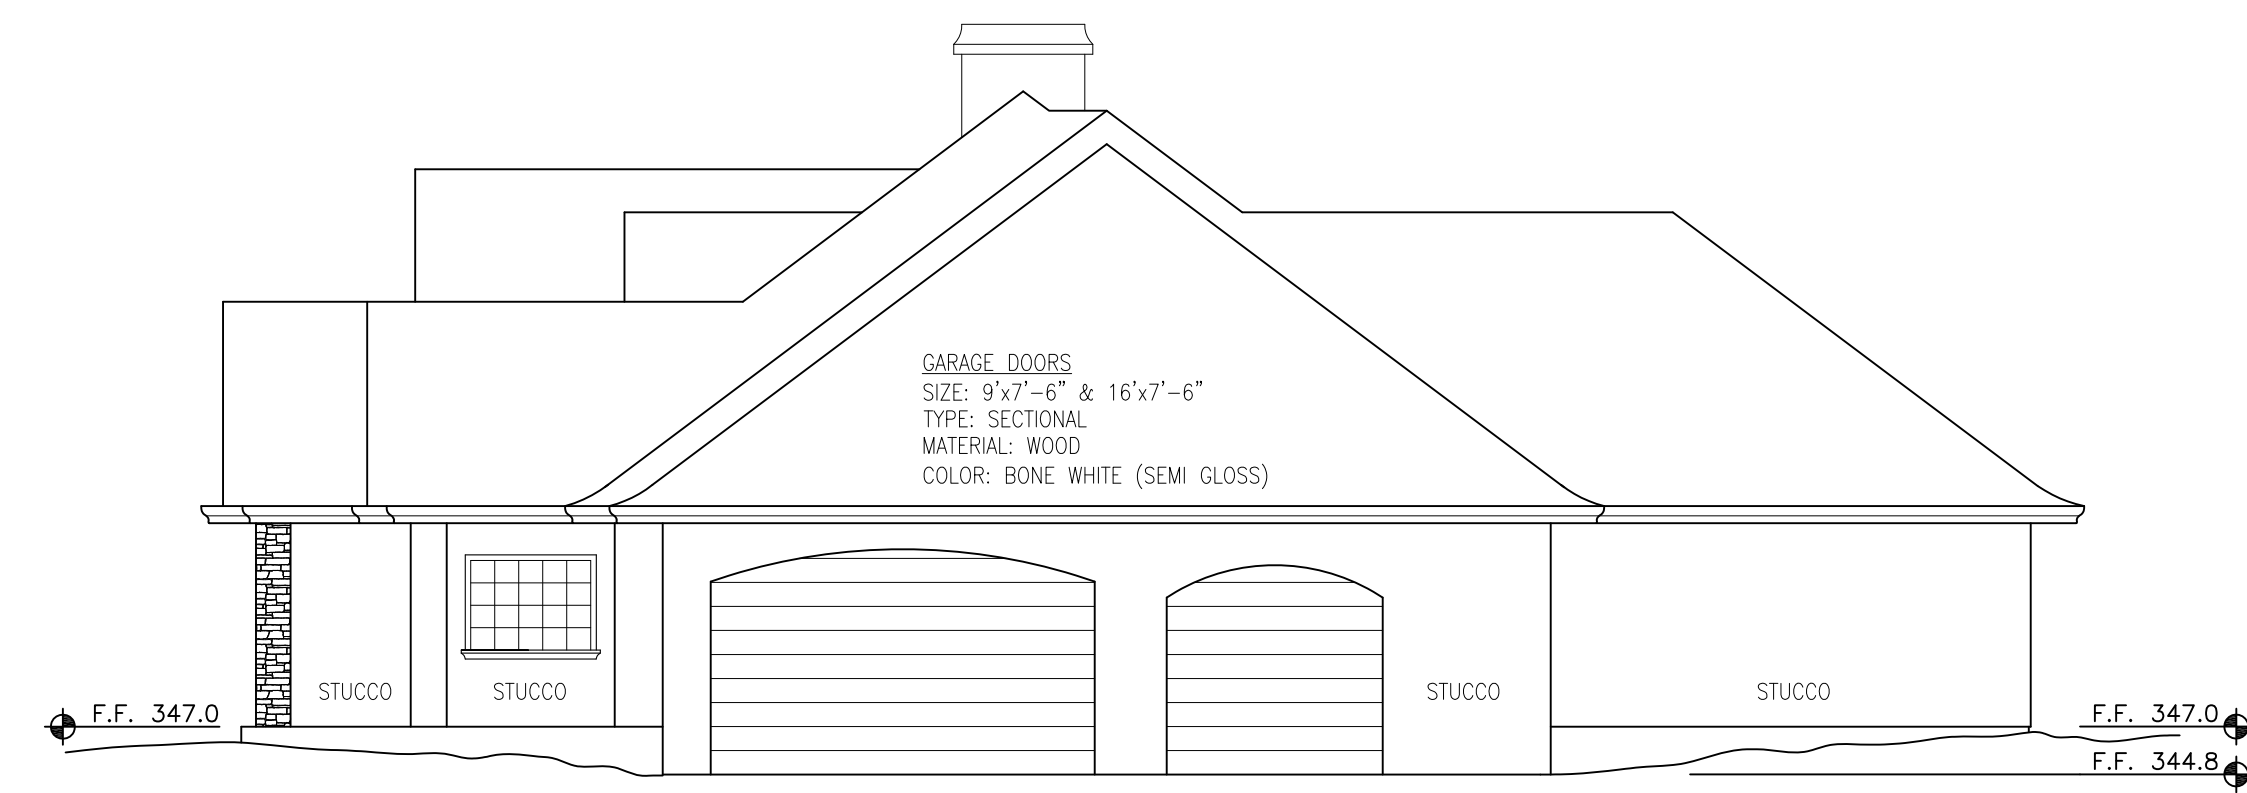 GARAGE DOORS
SIZE: 9'x7'-6" & 16'x7'-6"
TYPE: SECTIONAL
MATERIAL: WOOD
COLOR: BONE WHITE (SEMI GLOSS)
STUCCO
STUCCO
STUCCO
STUCCO
F.F. 347.0
F.F. 347.0
F.F. 344.8